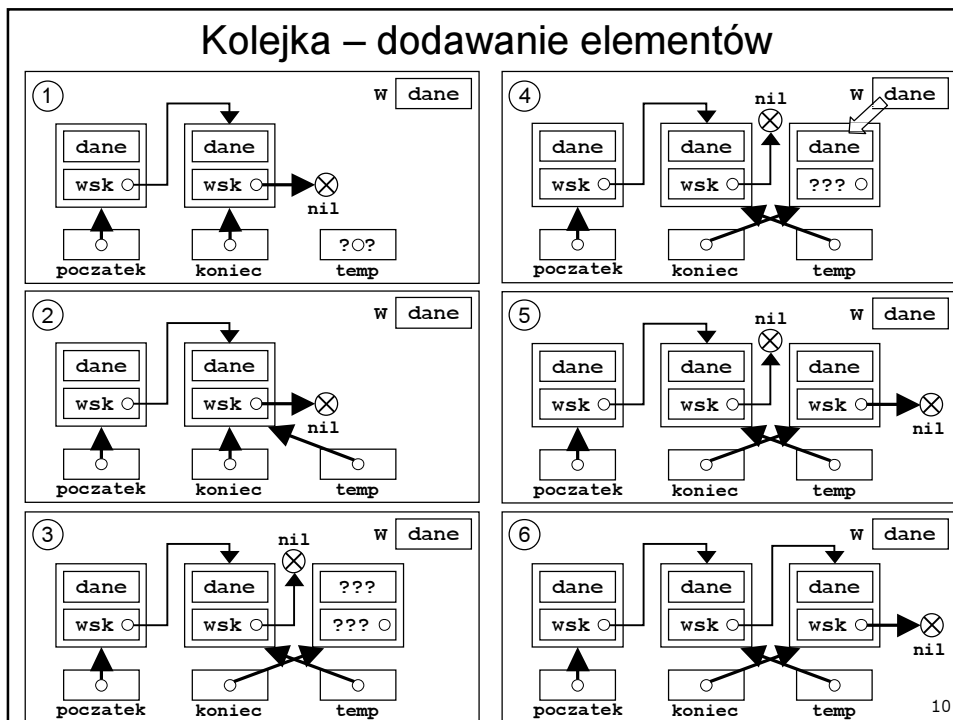 Kolejka – dodawanie elementów
1
W dane
dane dane
wsk wsk
nil
?
?
poczatek koniec temp
2
W dane
dane dane
wsk wsk
nil
poczatek koniec temp
3
W dane
nil
dane dane ???
wsk wsk ???
poczatek koniec temp
4
W dane
nil
dane dane dane
wsk wsk ???
poczatek koniec temp
5
W dane
nil
dane dane dane
wsk wsk wsk
nil
poczatek koniec temp
6
W dane
dane dane dane
wsk wsk wsk
nil
poczatek koniec temp
10